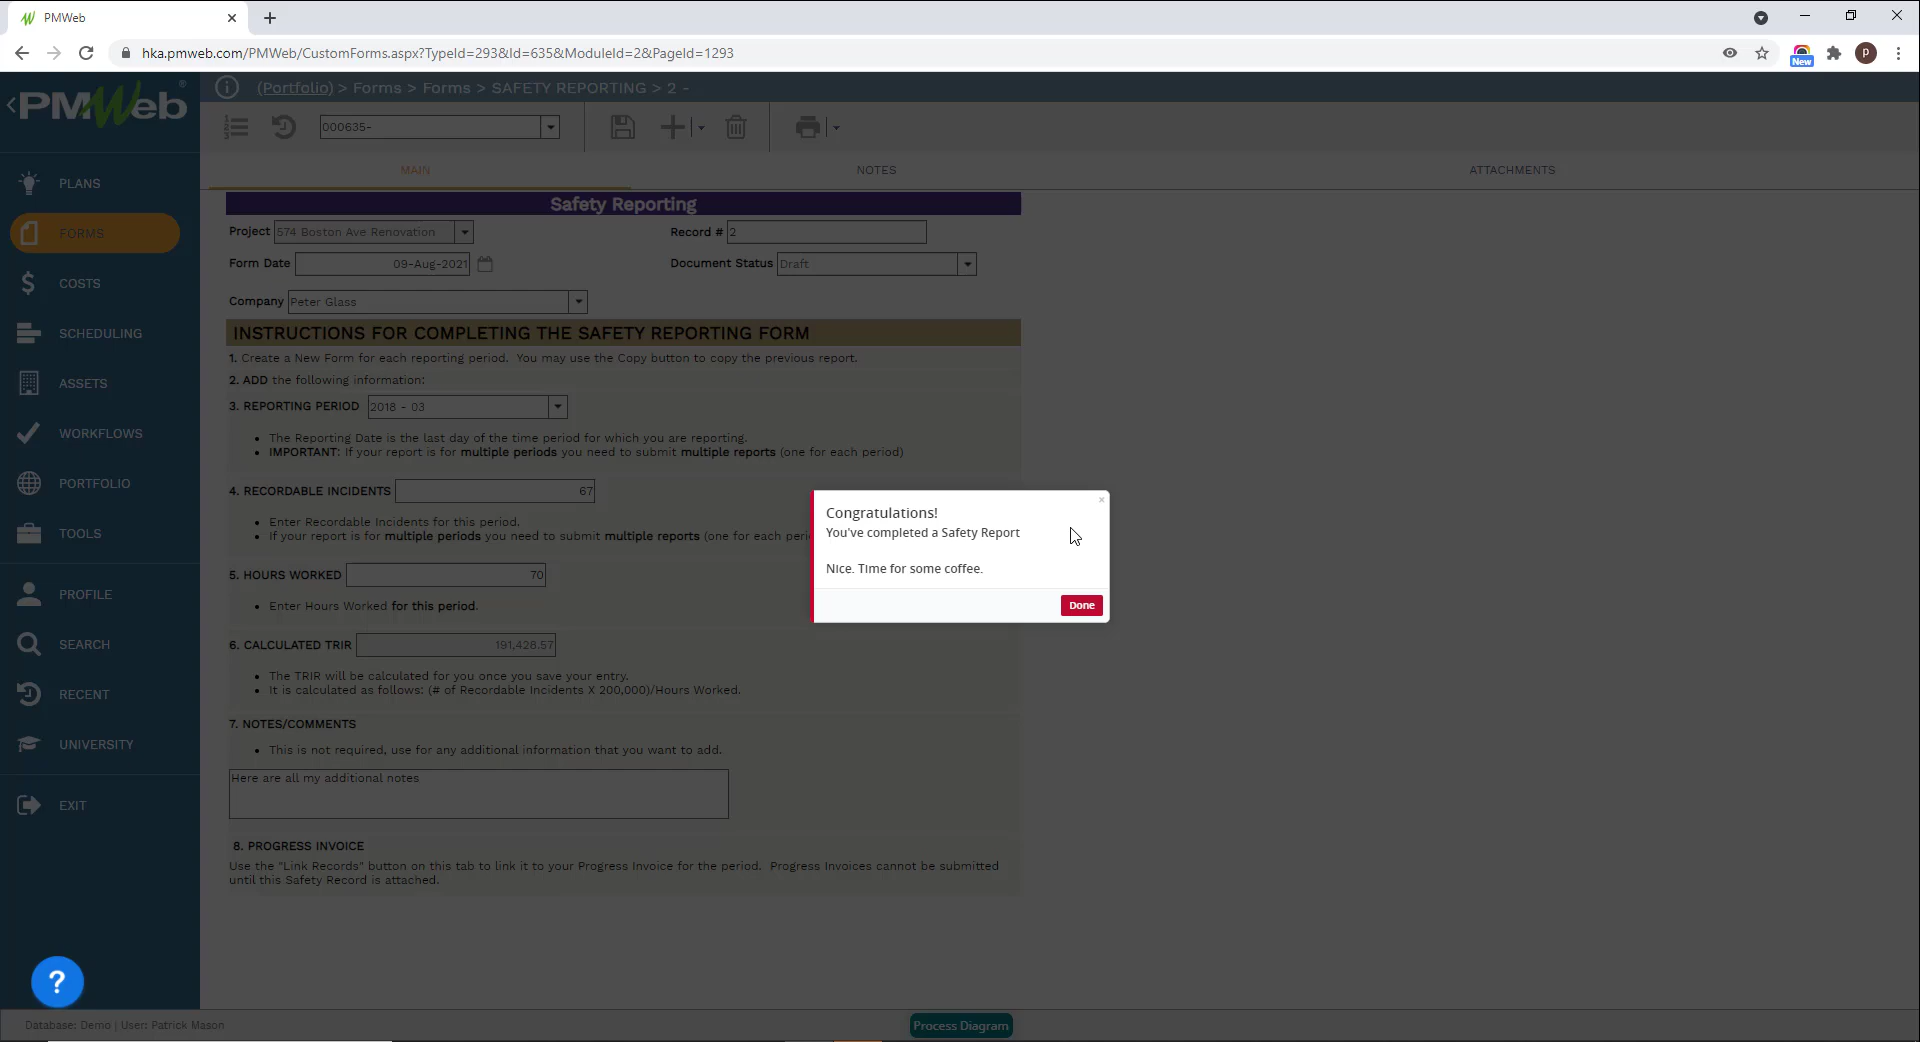 PMWeb
hka.pmweb.com/PMWeb/CustomForms.aspx?TypeId=293&Id=635&ModuleId=2&PageId=1293
New
p
PMWeb®
(Portfolio) > Forms > Forms > SAFETY REPORTING > 2 -
000635-
MAIN
NOTES
ATTACHMENTS
PLANS
FORMS
COSTS
SCHEDULING
ASSETS
WORKFLOWS
PORTFOLIO
TOOLS
PROFILE
SEARCH
RECENT
UNIVERSITY
EXIT
?
Safety Reporting
Project 574 Boston Ave Renovation
Record # 2
Form Date 09-Aug-2021
Document Status Draft
Company Peter Glass
INSTRUCTIONS FOR COMPLETING THE SAFETY REPORTING FORM
1. Create a New Form for each reporting period. You may use the Copy button to copy the previous report.
2. ADD the following information:
3. REPORTING PERIOD 2018 - 03
• The Reporting Date is the last day of the time period for which you are reporting.
• IMPORTANT: If your report is for multiple periods you need to submit multiple reports (one for each period)
4. RECORDABLE INCIDENTS 67
• Enter Recordable Incidents for this period.
• If your report is for multiple periods you need to submit multiple reports (one for each peri
5. HOURS WORKED 70
• Enter Hours Worked for this period.
6. CALCULATED TRIR 191,428.57
• The TRIR will be calculated for you once you save your entry.
• It is calculated as follows: (# of Recordable Incidents X 200,000)/Hours Worked.
7. NOTES/COMMENTS
• This is not required, use for any additional information that you want to add.
Here are all my additional notes
8. PROGRESS INVOICE
Use the "Link Records" button on this tab to link it to your Progress Invoice for the period. Progress Invoices cannot be submitted
until this Safety Record is attached.
Congratulations!
You've completed a Safety Report
Nice. Time for some coffee.
Done
Database: Demo | User: Patrick Mason
Process Diagram